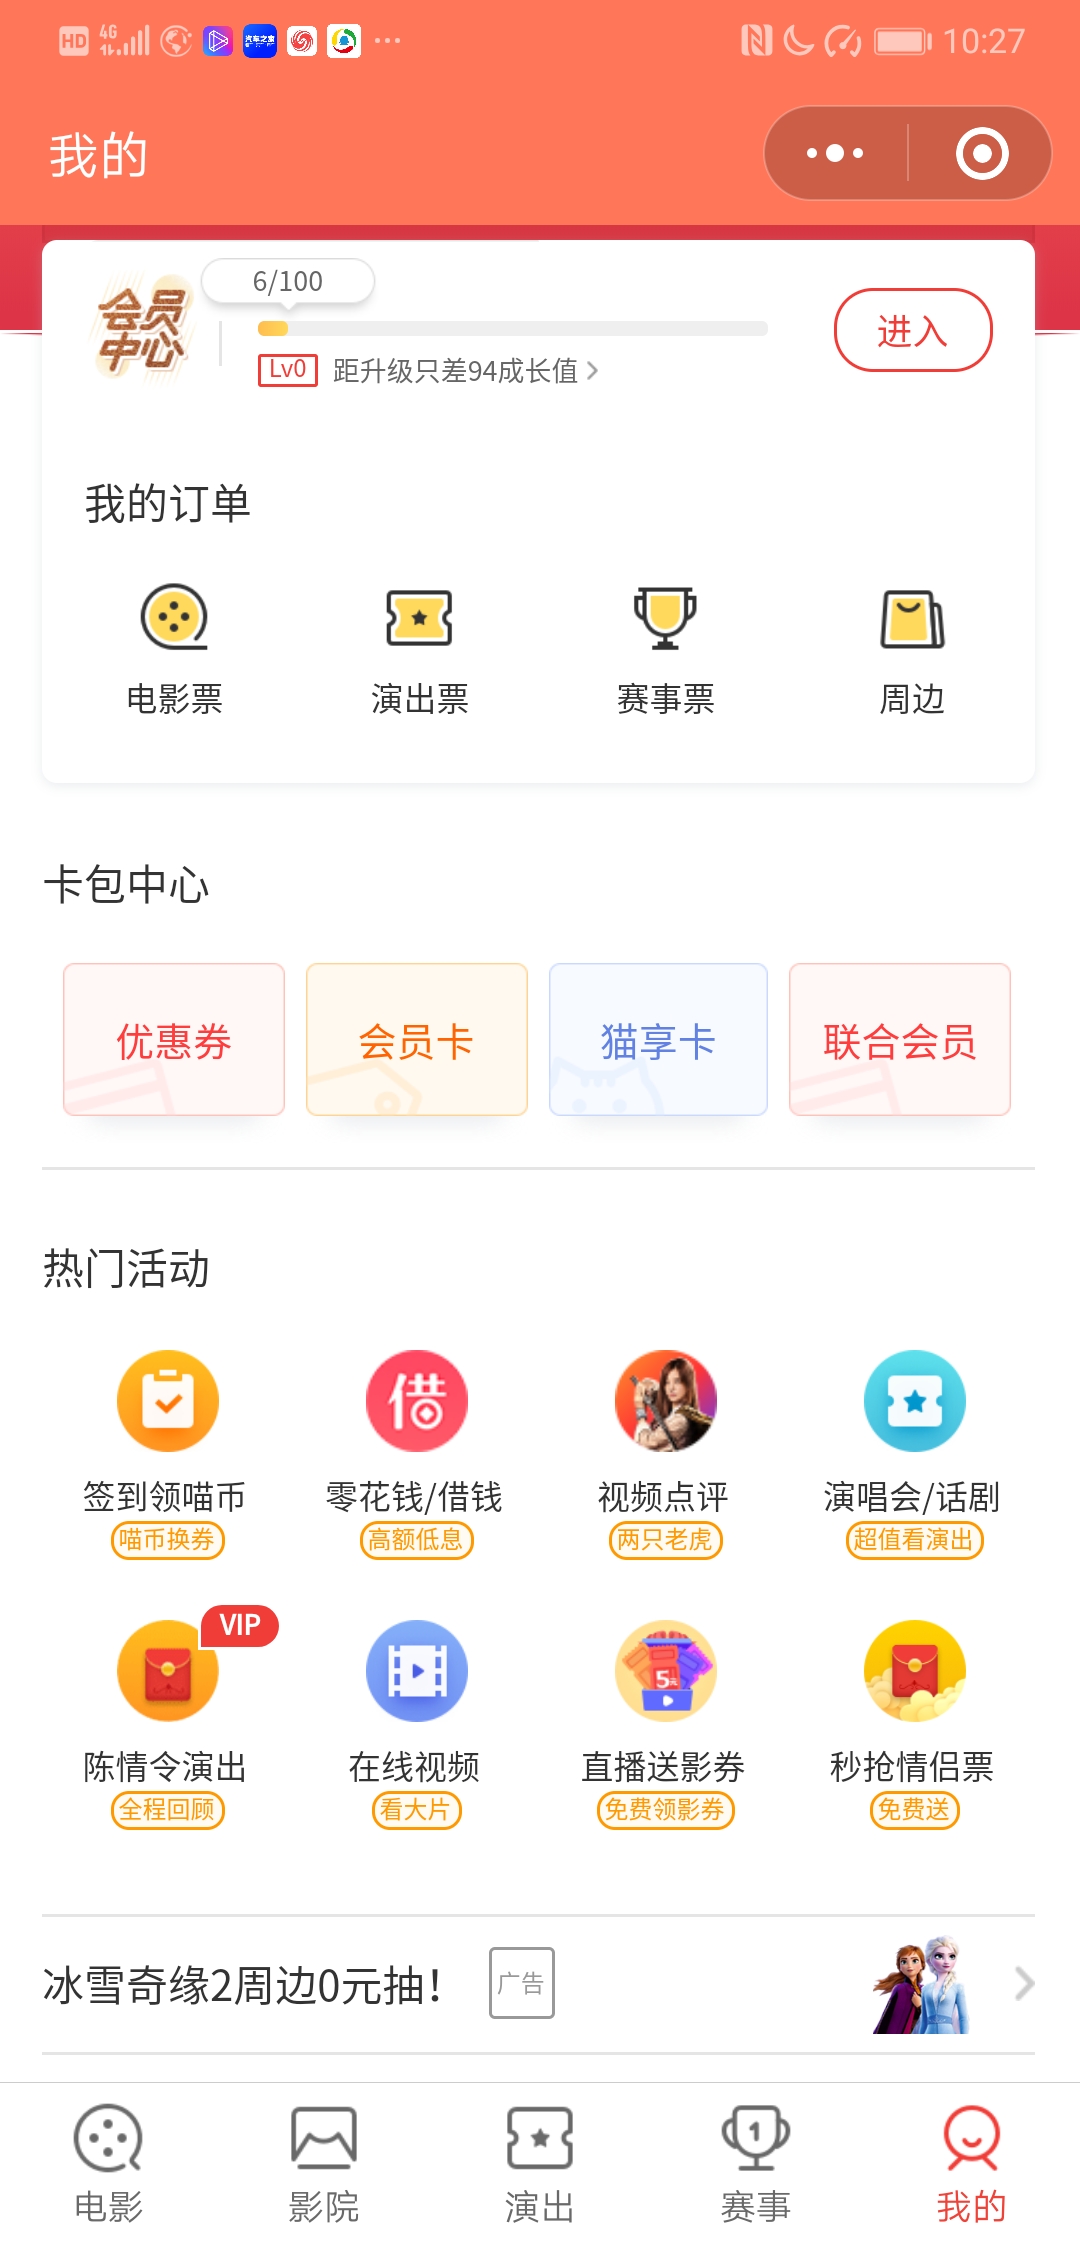 HD 4G 汽车之家 10:27
我的
会员中心
6/100
Lv0 距升级只差94成长值
进入
我的订单
电影票 演出票 赛事票 周边
卡包中心
优惠券 会员卡 猫享卡 联合会员
热门活动
借
签到领喵币 零花钱/借钱 视频点评 演唱会/话剧
喵币换券 高额低息 两只老虎 超值看演出
VIP
5元
陈情令演出 在线视频 直播送影券 秒抢情侣票
全程回顾 看大片 免费领影券 免费送
冰雪奇缘2周边0元抽! 广告
1
电影 影院 演出 赛事 我的